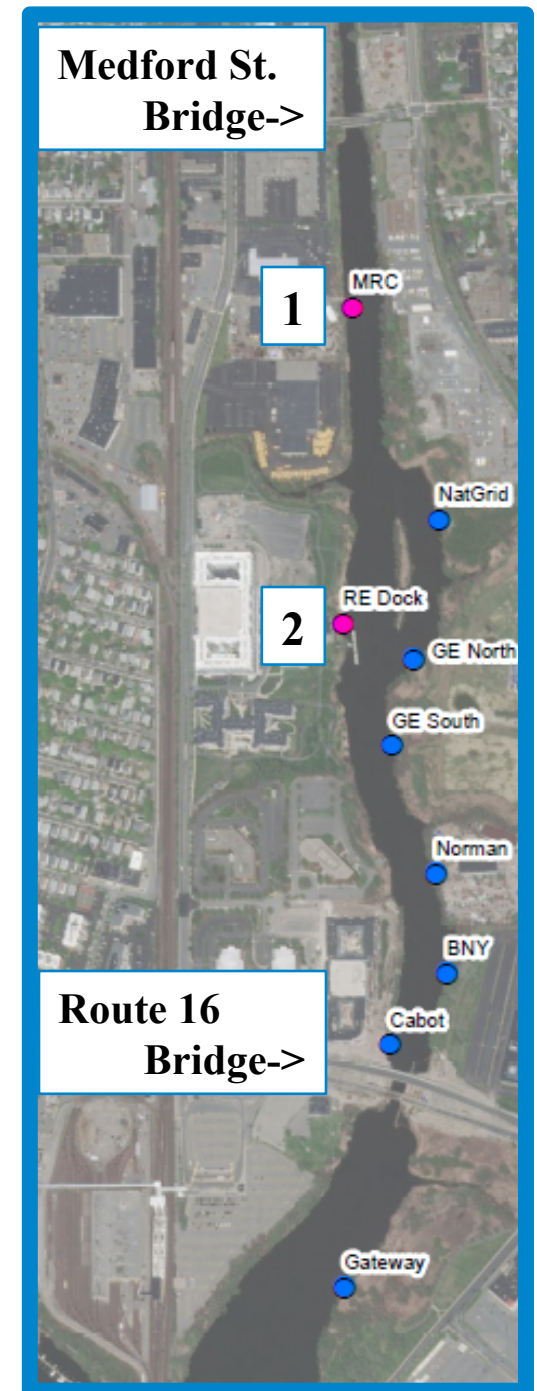 Medford St.
Bridge->
MRC
1
NatGrid
RE Dock
2
GE North
GE South
Norman
BNY
Route 16
Bridge->
Cabot
Gateway